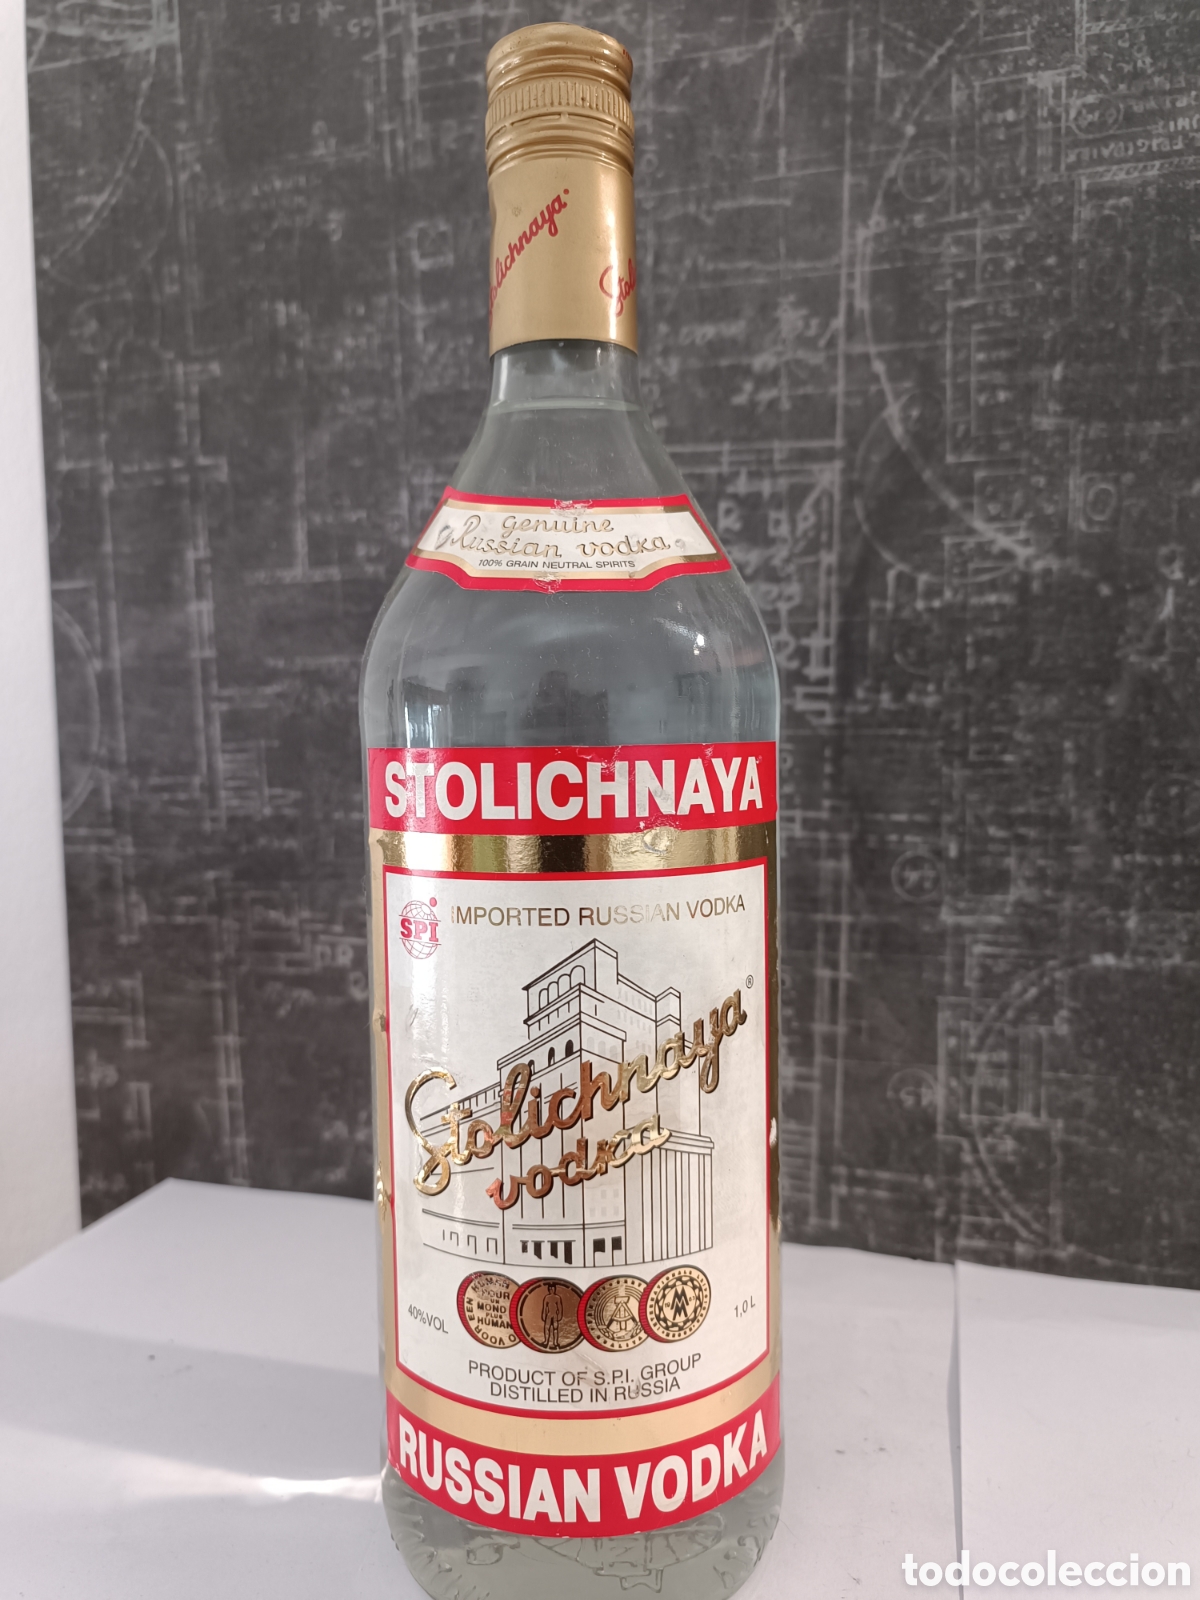 Stolichnaya
genuine
Russian vodka
100% GRAIN NEUTRAL SPIRITS
STOLICHNAYA
SPI
IMPORTED RUSSIAN VODKA
Stolichnaya®
vodka
40%VOL
1,0 L
PRODUCT OF S.P.I. GROUP
DISTILLED IN RUSSIA
RUSSIAN VODKA
todocoleccion